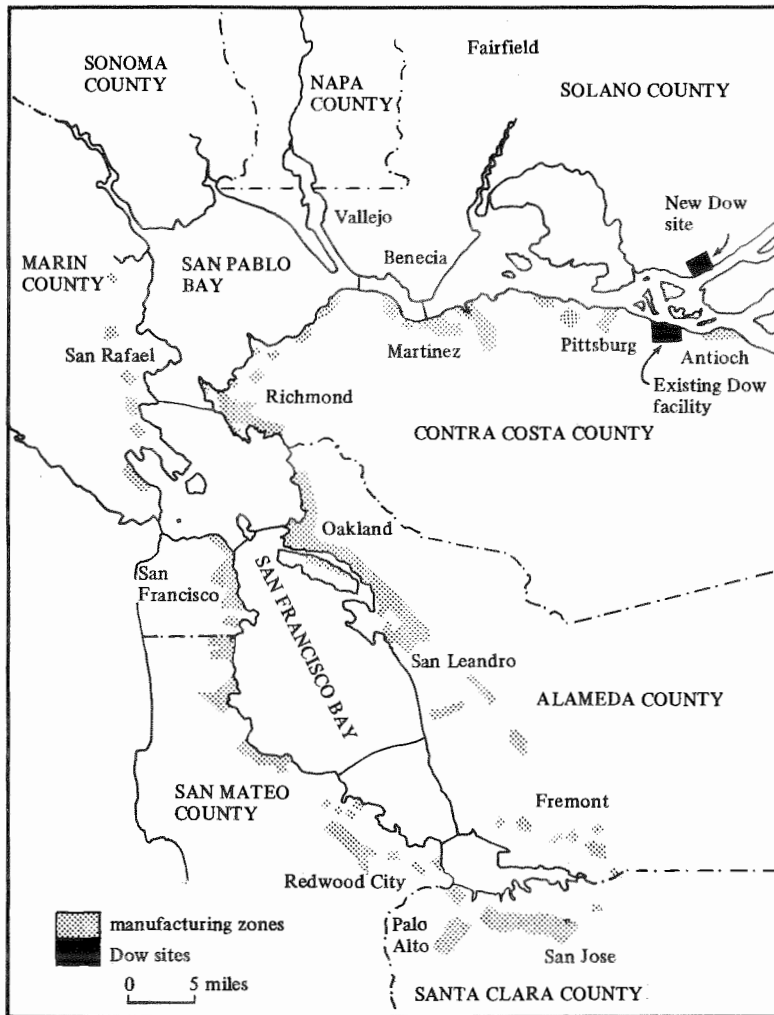 Fairfield
SONOMA
COUNTY
NAPA
COUNTY
SOLANO COUNTY
New Dow
site
Vallejo
Benecia
MARIN
COUNTY
SAN PABLO
BAY
San Rafael
Martinez
Pittsburg
Antioch
Existing Dow
facility
Richmond
CONTRA COSTA COUNTY
Oakland
San
Francisco
SAN FRANCISCO BAY
San Leandro
ALAMEDA COUNTY
SAN MATEO
COUNTY
Fremont
Redwood City
Palo
Alto
San Jose
SANTA CLARA COUNTY
manufacturing zones
Dow sites
0 5 miles